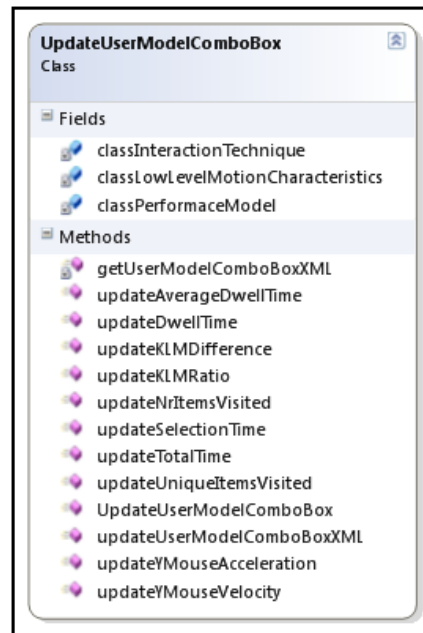 UpdateUserModelComboBox
Class
Fields
classInteractionTechnique
classLowLevelMotionCharacteristics
classPerformaceModel
Methods
getUserModelComboBoxXML
updateAverageDwellTime
updateDwellTime
updateKLMDifference
updateKLMRatio
updateNrItemsVisited
updateSelectionTime
updateTotalTime
updateUniqueItemsVisited
UpdateUserModelComboBox
updateUserModelComboBoxXML
updateYMouseAcceleration
updateYMouseVelocity